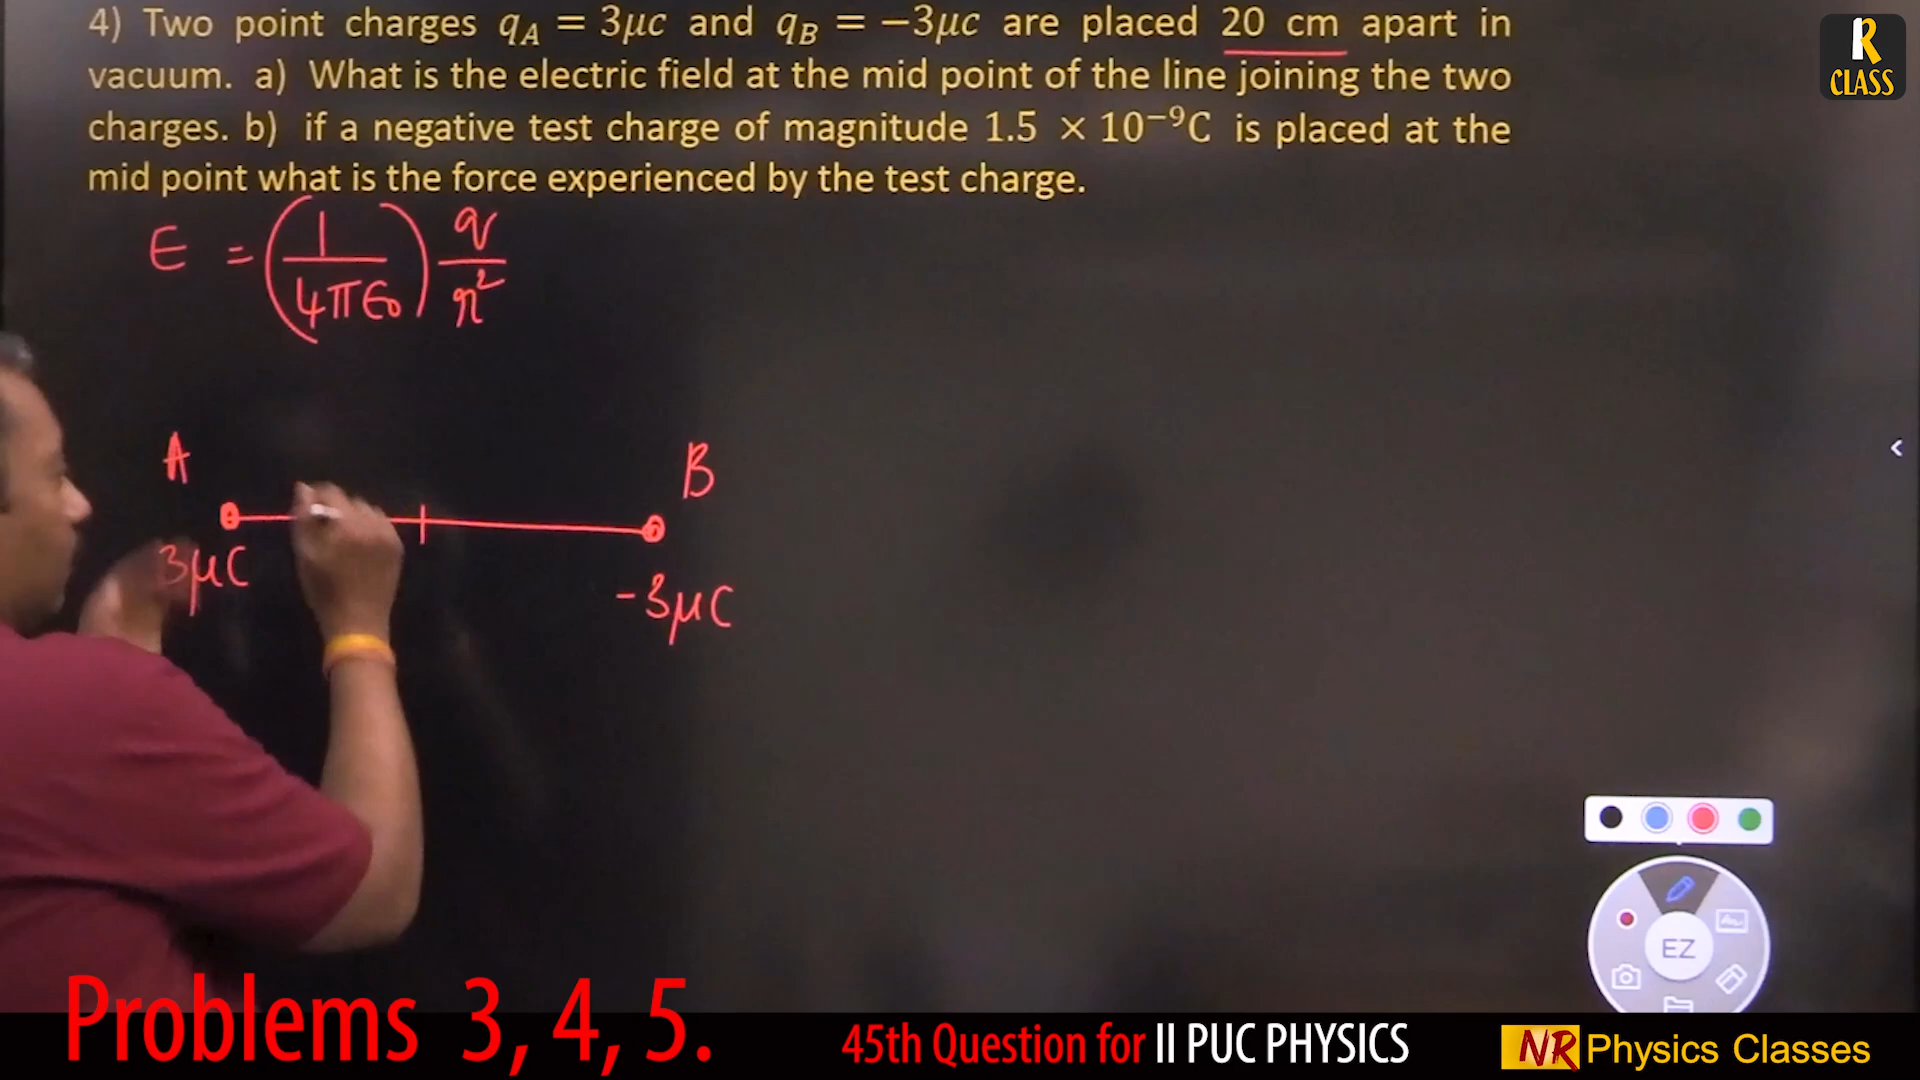 4) Two point charges q_A = 3μc and q_B = −3μc are placed 20 cm apart in
vacuum. a) What is the electric field at the mid point of the line joining the two
charges. b) if a negative test charge of magnitude 1.5 × 10⁻⁹C is placed at the
mid point what is the force experienced by the test charge.
R
CLASS
E = (1/4π∈₀) q/r²
A
B
3μC
-3μC
EZ
Problems 3, 4, 5.
45th Question for II PUC PHYSICS
NR Physics Classes